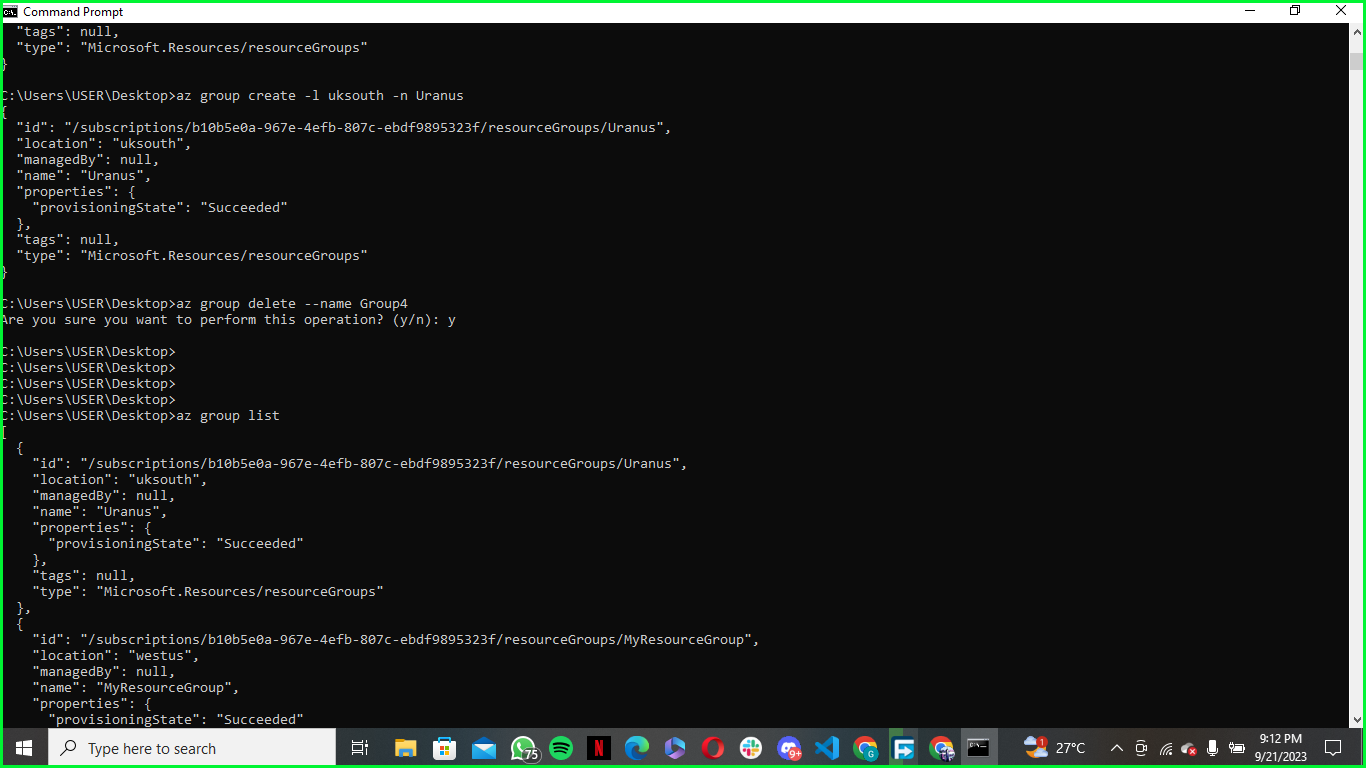 Command Prompt
"tags": null,
"type": "Microsoft.Resources/resourceGroups"
}
C:\Users\USER\Desktop>az group create -l uksouth -n Uranus
{
"id": "/subscriptions/b10b5e0a-967e-4efb-807c-ebdf9895323f/resourceGroups/Uranus",
"location": "uksouth",
"managedBy": null,
"name": "Uranus",
"properties": {
"provisioningState": "Succeeded"
},
"tags": null,
"type": "Microsoft.Resources/resourceGroups"
}
C:\Users\USER\Desktop>az group delete --name Group4
Are you sure you want to perform this operation? (y/n): y
C:\Users\USER\Desktop>
C:\Users\USER\Desktop>
C:\Users\USER\Desktop>
C:\Users\USER\Desktop>
C:\Users\USER\Desktop>az group list
[
{
"id": "/subscriptions/b10b5e0a-967e-4efb-807c-ebdf9895323f/resourceGroups/Uranus",
"location": "uksouth",
"managedBy": null,
"name": "Uranus",
"properties": {
"provisioningState": "Succeeded"
},
"tags": null,
"type": "Microsoft.Resources/resourceGroups"
},
{
"id": "/subscriptions/b10b5e0a-967e-4efb-807c-ebdf9895323f/resourceGroups/MyResourceGroup",
"location": "westus",
"managedBy": null,
"name": "MyResourceGroup",
"properties": {
"provisioningState": "Succeeded"
Type here to search
75
N
9+
G
1
27°C
9:12 PM
9/21/2023